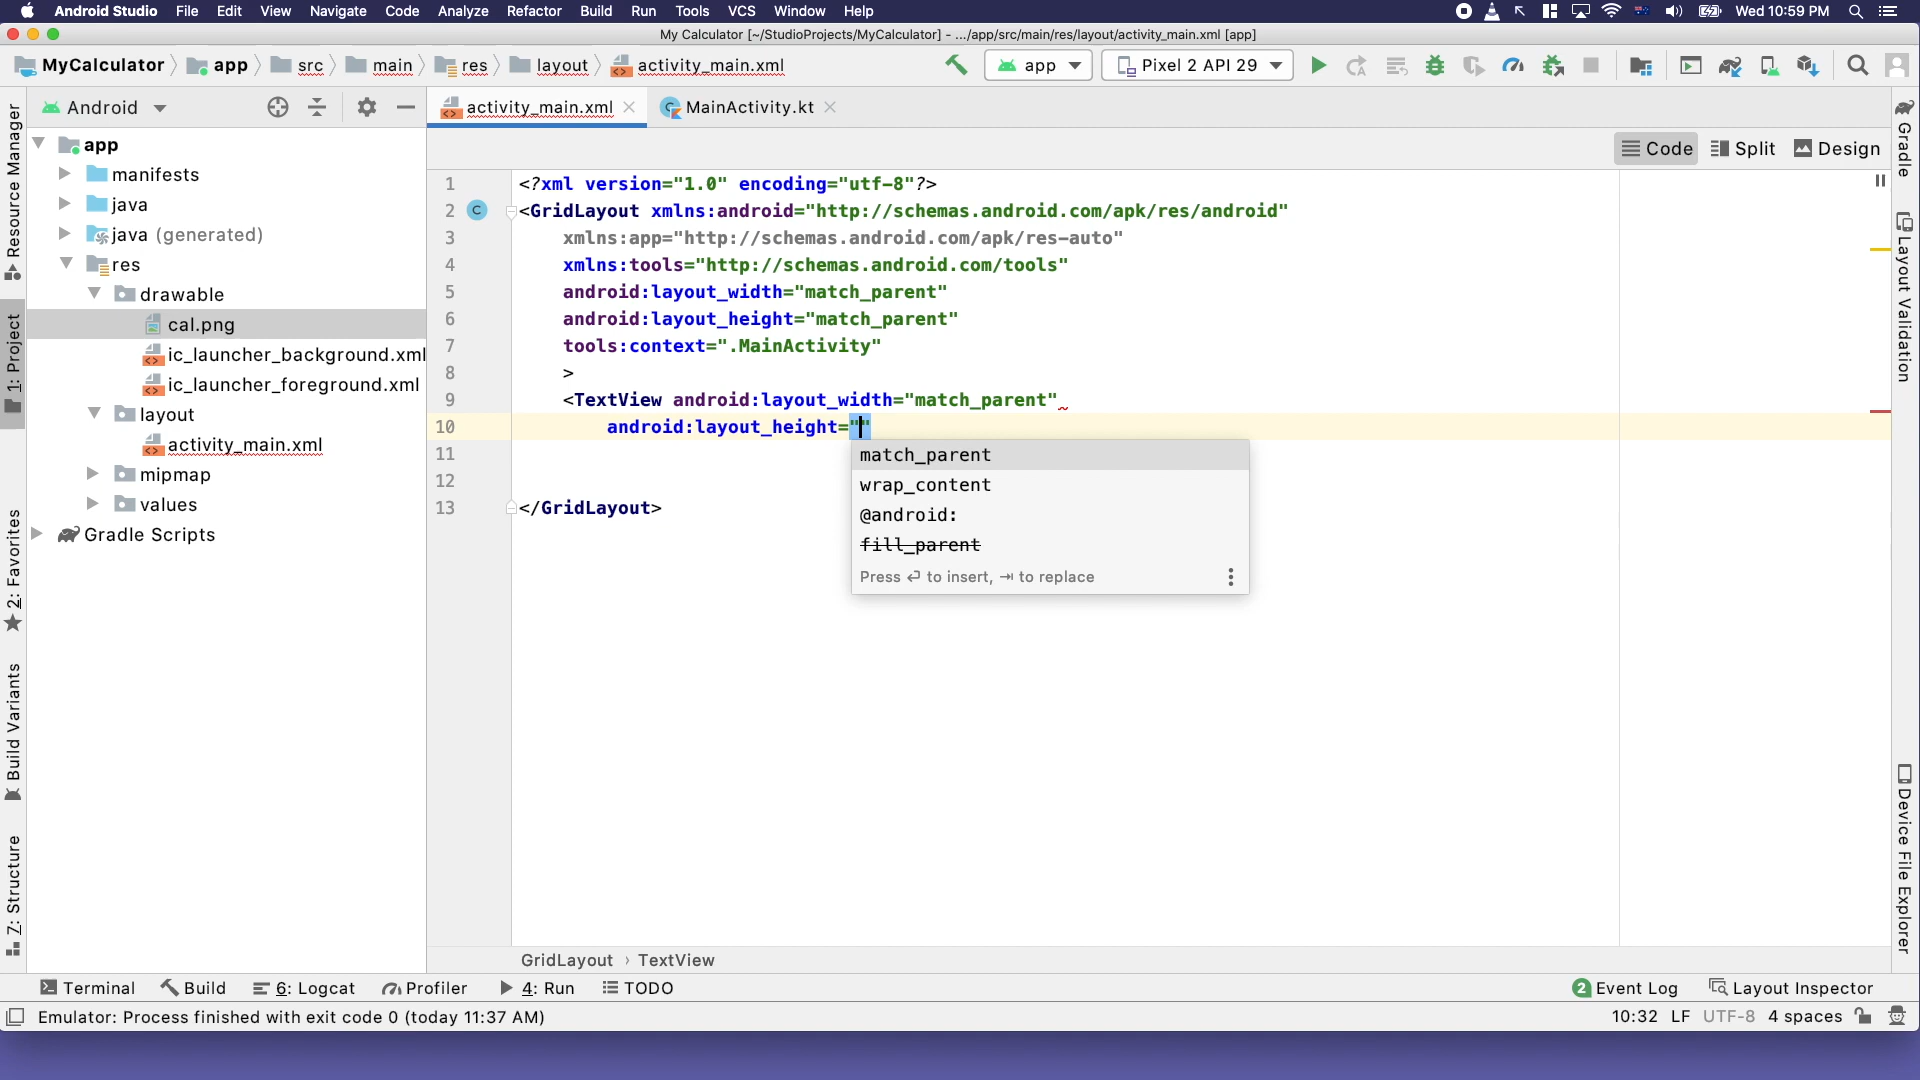 Android Studio File Edit View Navigate Code Analyze Refactor Build Run Tools VCS Window Help Wed 10:59 PM
My Calculator [~/StudioProjects/MyCalculator] - .../app/src/main/res/layout/activity_main.xml [app]
MyCalculator app src main res layout activity_main.xml app Pixel 2 API 29
Android activity_main.xml MainActivity.kt
Code Split Design
app
manifests
java
java (generated)
res
drawable
cal.png
ic_launcher_background.xml
ic_launcher_foreground.xml
layout
activity_main.xml
mipmap
values
Gradle Scripts
Resource Manager
1: Project
2: Favorites
Build Variants
Z: Structure
1 <?xml version="1.0" encoding="utf-8"?>
2 C <GridLayout xmlns:android="http://schemas.android.com/apk/res/android"
3 xmlns:app="http://schemas.android.com/apk/res-auto"
4 xmlns:tools="http://schemas.android.com/tools"
5 android:layout_width="match_parent"
6 android:layout_height="match_parent"
7 tools:context=".MainActivity"
8 >
9 <TextView android:layout_width="match_parent"
10 android:layout_height=""
11
12
13 </GridLayout>
match_parent
wrap_content
@android:
fill_parent
Press ⏎ to insert, ⇥ to replace
Gradle
Layout Validation
Device File Explorer
GridLayout › TextView
Terminal Build 6: Logcat Profiler 4: Run TODO 2 Event Log Layout Inspector
Emulator: Process finished with exit code 0 (today 11:37 AM) 10:32 LF UTF-8 4 spaces